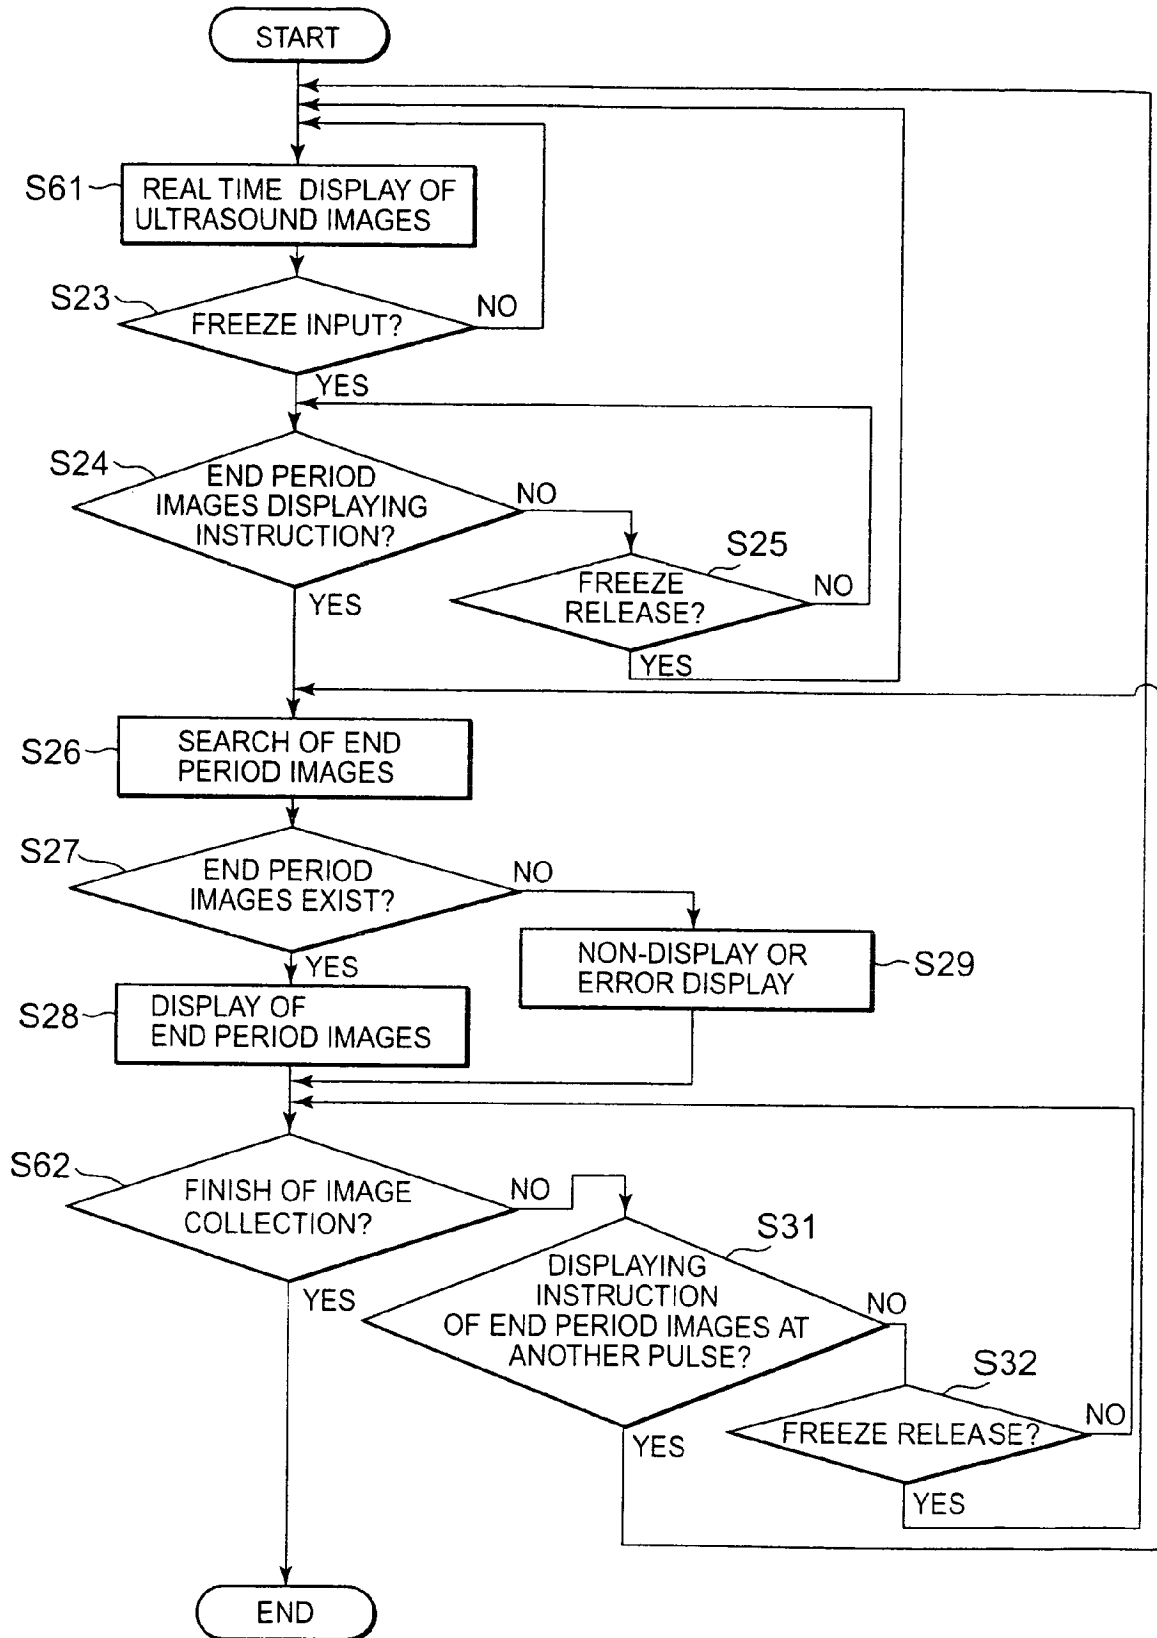 START
S61
REAL TIME DISPLAY OF
ULTRASOUND IMAGES
S23
FREEZE INPUT?
NO
YES
S24
END PERIOD
IMAGES DISPLAYING
INSTRUCTION?
NO
YES
S25
FREEZE
RELEASE?
NO
YES
S26
SEARCH OF END
PERIOD IMAGES
S27
END PERIOD
IMAGES EXIST?
NO
YES
NON-DISPLAY OR
ERROR DISPLAY
S29
S28
DISPLAY OF
END PERIOD IMAGES
S62
FINISH OF IMAGE
COLLECTION?
NO
YES
S31
DISPLAYING
INSTRUCTION
OF END PERIOD IMAGES AT
ANOTHER PULSE?
NO
YES
S32
FREEZE RELEASE?
NO
YES
END